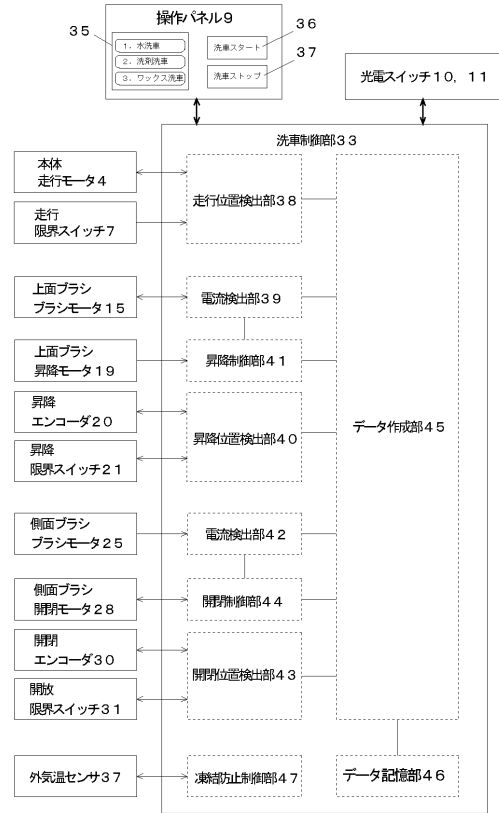 操作パネル9
35
1．水洗車
2．洗剤洗車
3．ワックス洗車
洗車スタート
洗車ストップ
36
37
光電スイッチ10，11
洗車制御部33
本体
走行モータ4
走行
限界スイッチ7
走行位置検出部38
上面ブラシ
ブラシモータ15
電流検出部39
上面ブラシ
昇降モータ19
昇降制御部41
昇降
エンコーダ20
昇降
限界スイッチ21
昇降位置検出部40
データ作成部45
側面ブラシ
ブラシモータ25
電流検出部42
側面ブラシ
開閉モータ28
開閉制御部44
開閉
エンコーダ30
開放
限界スイッチ31
開閉位置検出部43
外気温センサ37
凍結防止制御部47
データ記憶部46